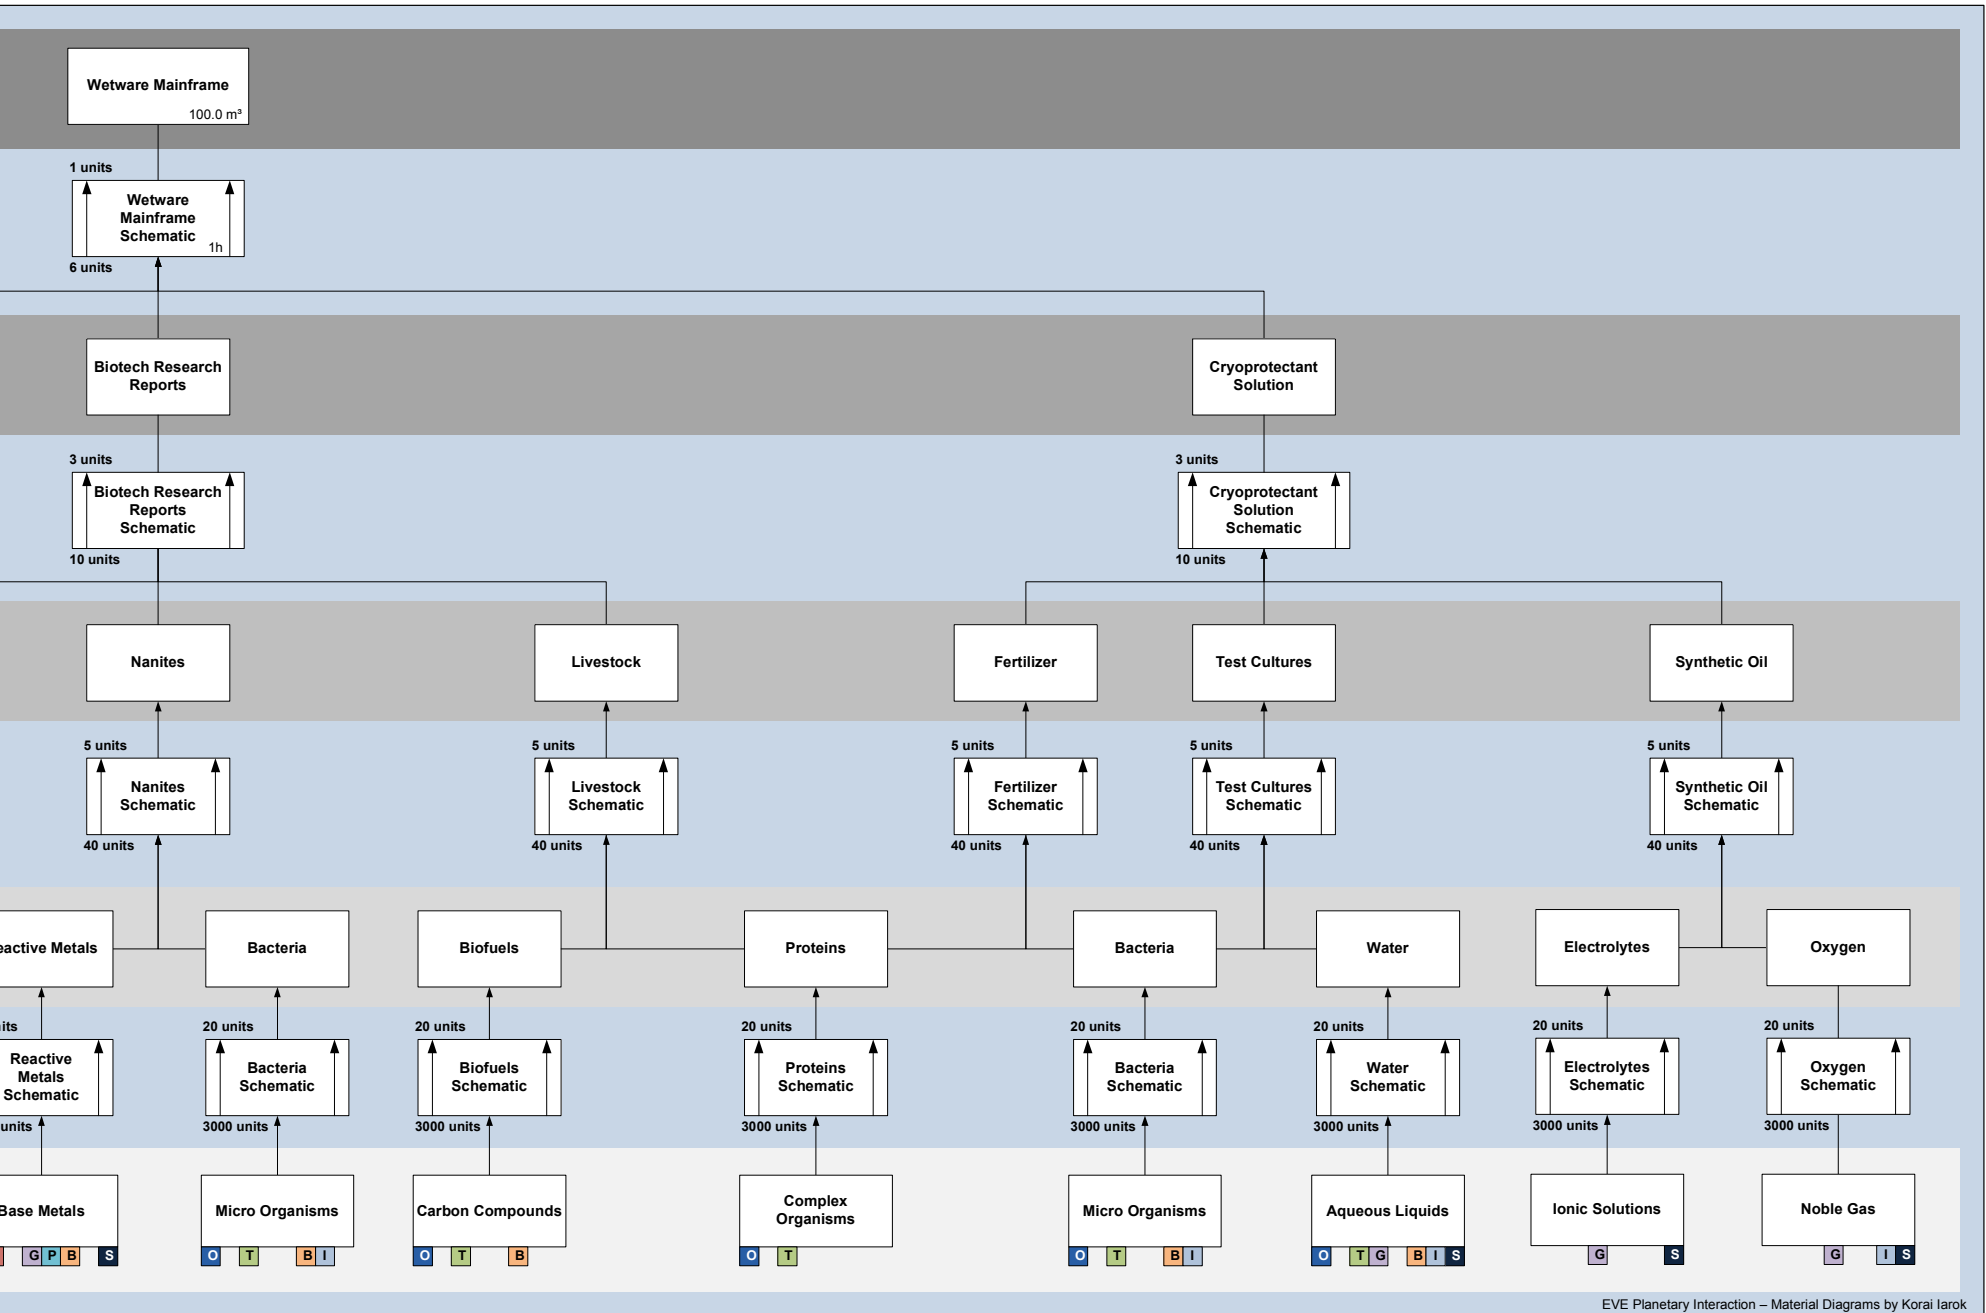 Wetware Mainframe
100.0 m³
1 units
Wetware
Mainframe
Schematic
1h
6 units
Biotech Research
Reports
Cryoprotectant
Solution
3 units
3 units
Biotech Research
Reports
Schematic
Cryoprotectant
Solution
Schematic
10 units
10 units
Nanites
Livestock
Fertilizer
Test Cultures
Synthetic Oil
5 units
5 units
5 units
5 units
5 units
Nanites
Schematic
Livestock
Schematic
Fertilizer
Schematic
Test Cultures
Schematic
Synthetic Oil
Schematic
40 units
40 units
40 units
40 units
40 units
eactive Metals
Bacteria
Biofuels
Proteins
Bacteria
Water
Electrolytes
Oxygen
its
20 units
20 units
20 units
20 units
20 units
20 units
20 units
Reactive
Metals
Schematic
Bacteria
Schematic
Biofuels
Schematic
Proteins
Schematic
Bacteria
Schematic
Water
Schematic
Electrolytes
Schematic
Oxygen
Schematic
units
3000 units
3000 units
3000 units
3000 units
3000 units
3000 units
3000 units
Base Metals
Micro Organisms
Carbon Compounds
Complex
Organisms
Micro Organisms
Aqueous Liquids
Ionic Solutions
Noble Gas
G P B S
O T B I
O T B
O T
O T B I
O T G B I S
G S
G I S
EVE Planetary Interaction – Material Diagrams by Korai Iarok